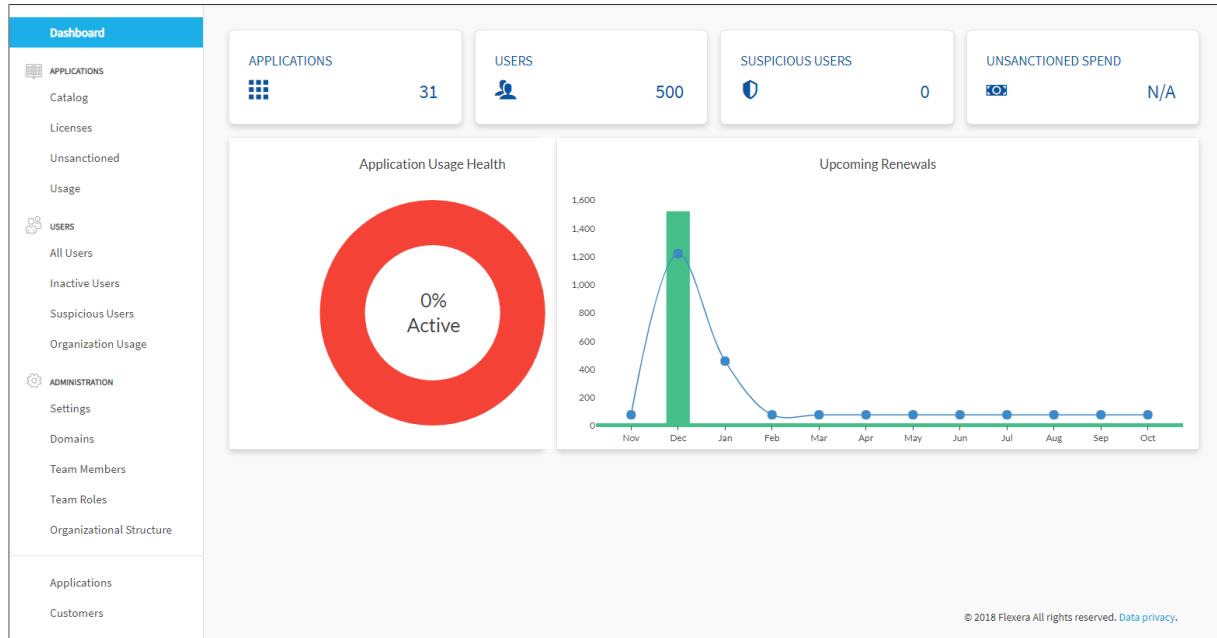 Dashboard
APPLICATIONS
Catalog
Licenses
Unsanctioned
Usage
USERS
All Users
Inactive Users
Suspicious Users
Organization Usage
ADMINISTRATION
Settings
Domains
Team Members
Team Roles
Organizational Structure
Applications
Customers
APPLICATIONS
31
USERS
500
SUSPICIOUS USERS
0
UNSANCTIONED SPEND
N/A
Application Usage Health
0%
Active
Upcoming Renewals
1,600
1,400
1,200
1,000
800
600
400
200
0
Nov Dec Jan Feb Mar Apr May Jun Jul Aug Sep Oct
© 2018 Flexera All rights reserved. Data privacy.